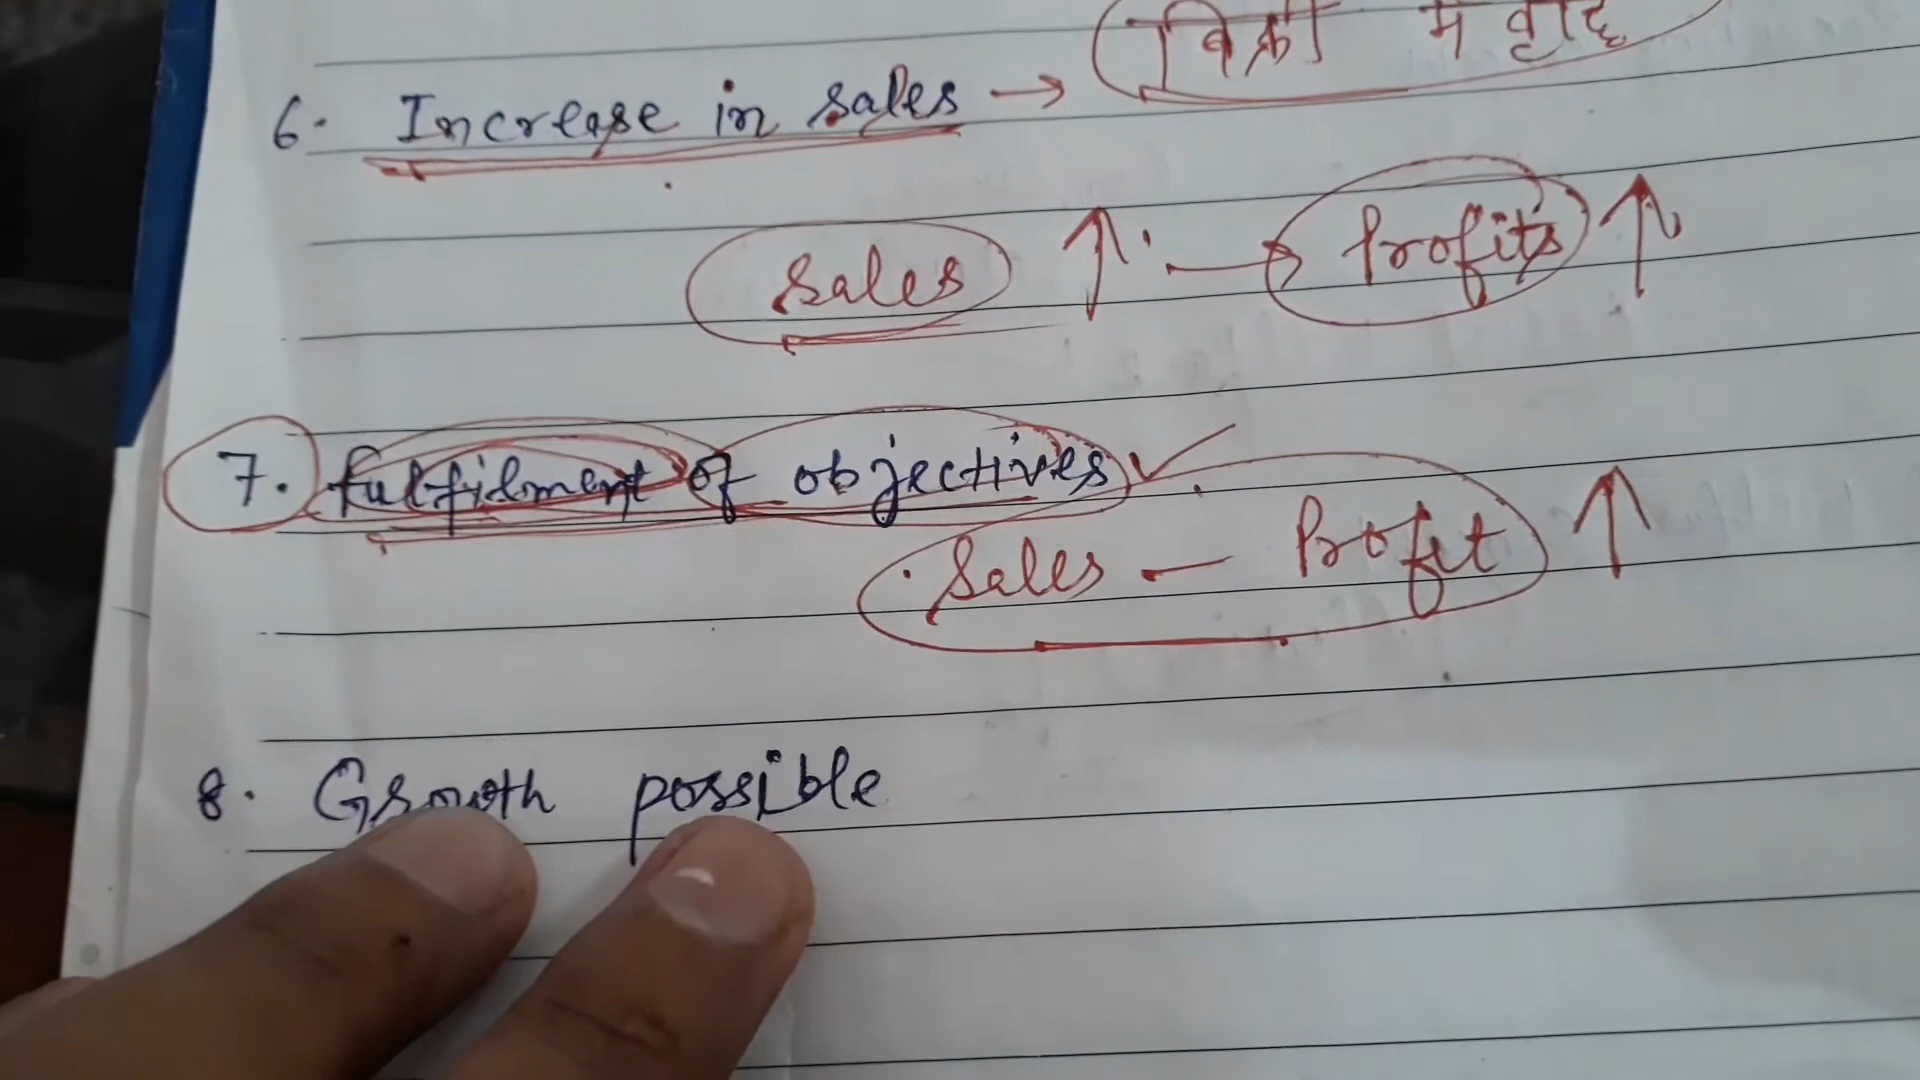 बिक्री में वृद्धि
6. Increase in sales →
Sales ↑ → Profits ↑
7. fulfilment of objectives ✓
Sales — Profit ↑
8. Growth possible